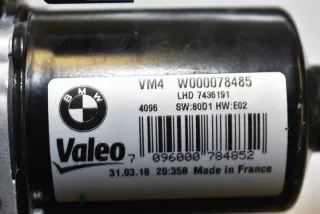 VM4 W000078485
LHD 7436191
BMW
4096 SW:80D1 HW:E02
Valeo
7 096000 784852
31.03.18 20:35B Made in France